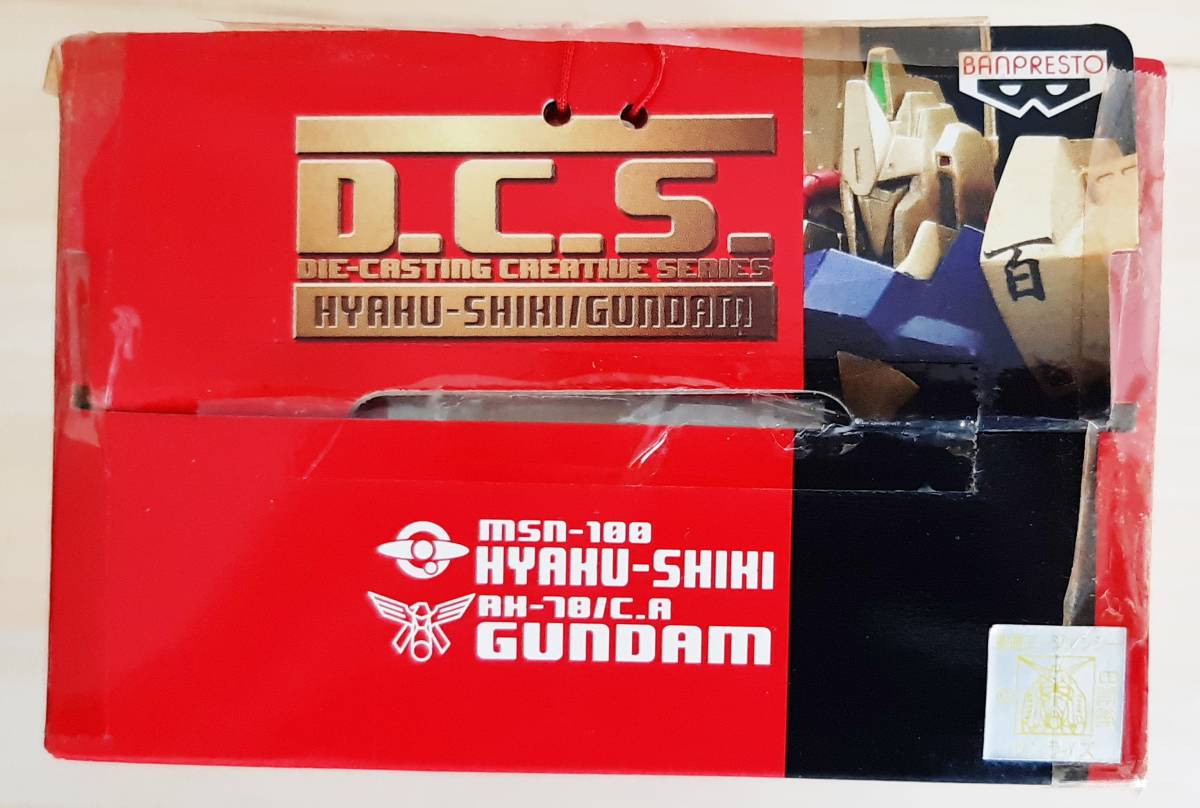 BANPRESTO
D.C.S.
DIE-CASTING CREATIVE SERIES
HYAKU-SHIKI/GUNDAM
百
MSN-100
HYAKU-SHIKI
RX-78/C.A
GUNDAM